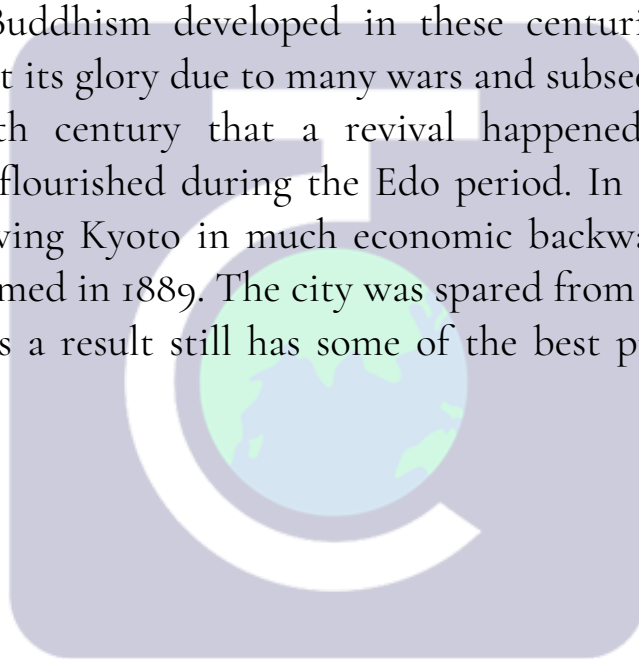 Buddhism developed in these centuri
t its glory due to many wars and subsec
th century that a revival happened
flourished during the Edo period. In
ving Kyoto in much economic backwa
med in 1889. The city was spared from
s a result still has some of the best p